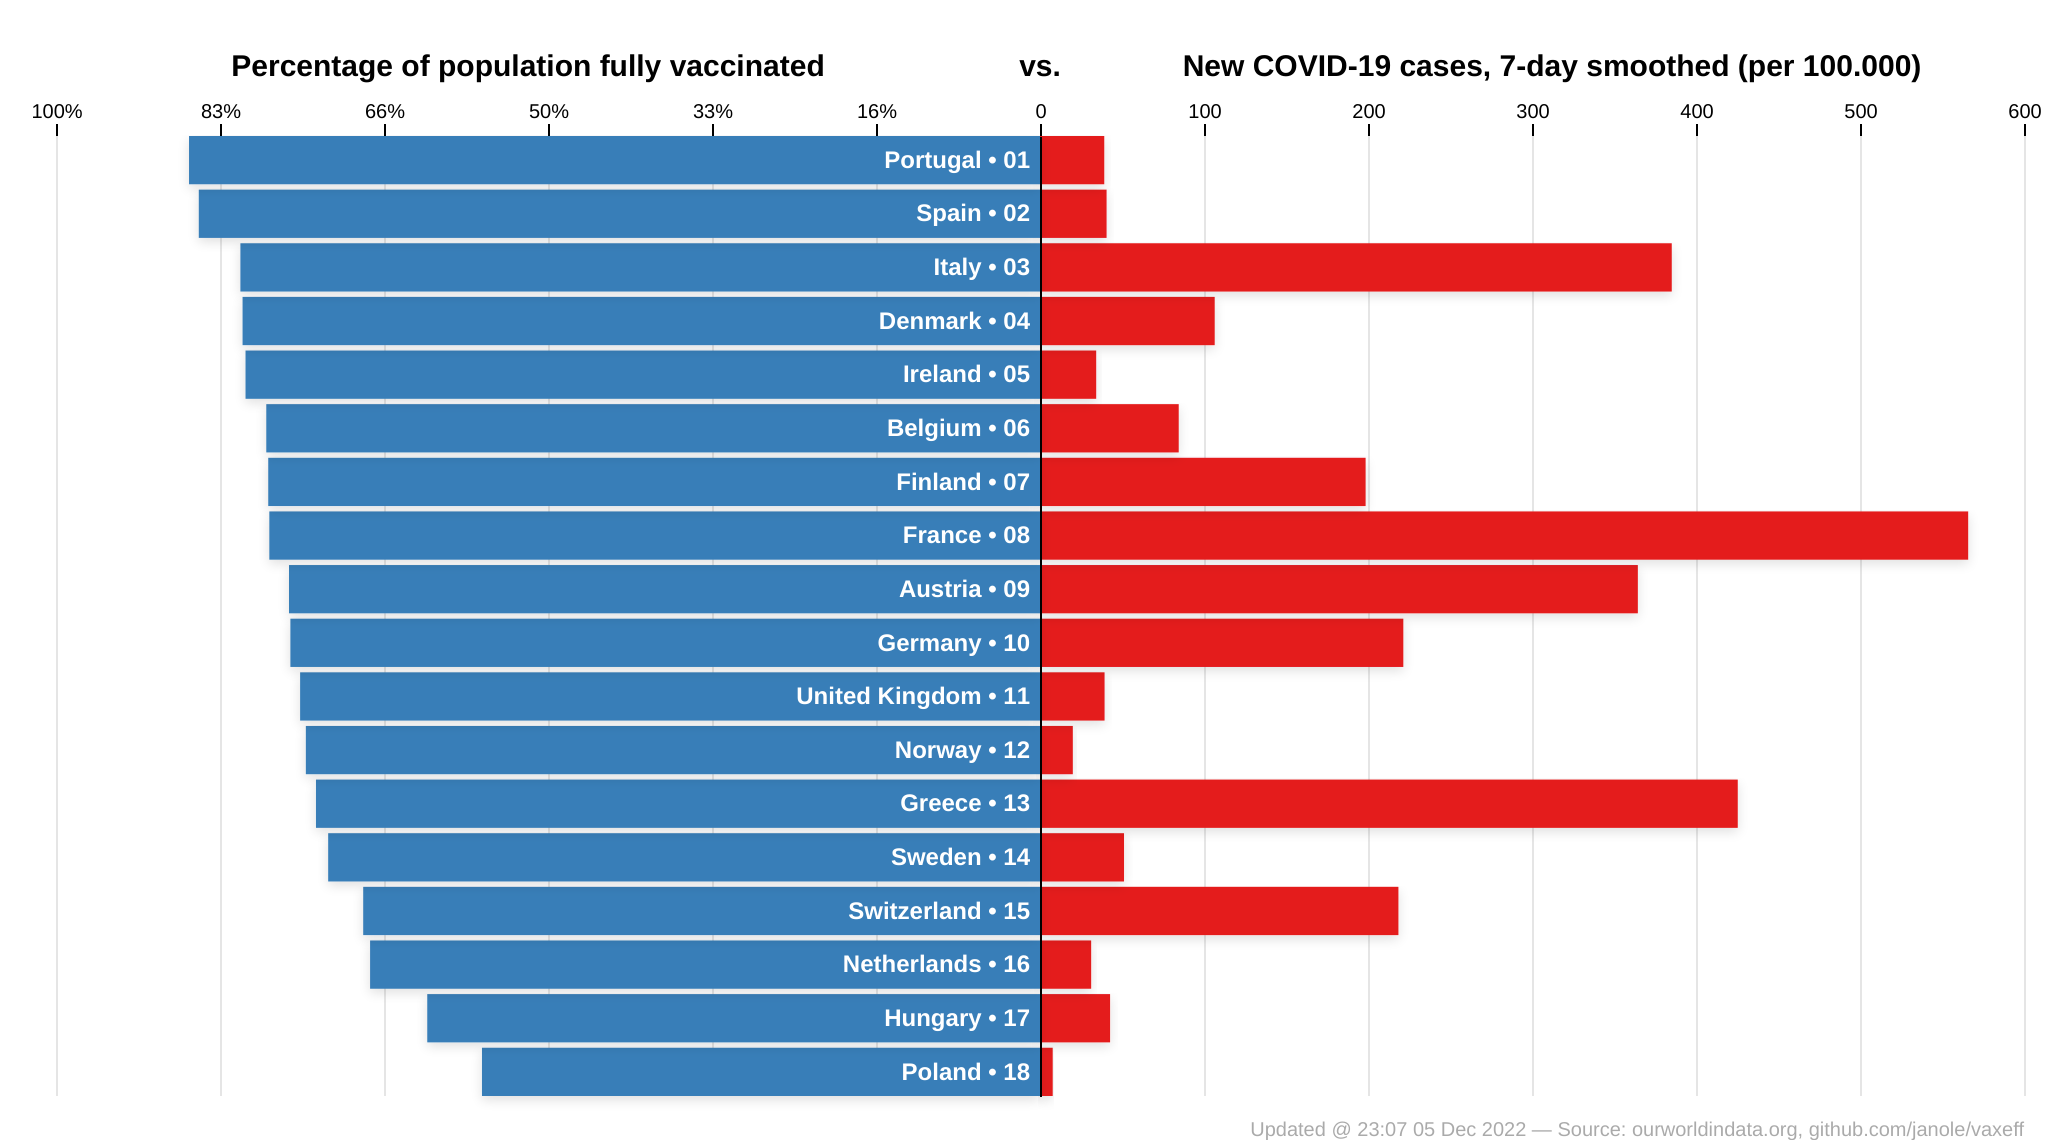 Percentage of population fully vaccinated vs. New COVID-19 cases, 7-day smoothed (per 100.000)
100% 83% 66% 50% 33% 16% 0 100 200 300 400 500 600
Portugal • 01
Spain • 02
Italy • 03
Denmark • 04
Ireland • 05
Belgium • 06
Finland • 07
France • 08
Austria • 09
Germany • 10
United Kingdom • 11
Norway • 12
Greece • 13
Sweden • 14
Switzerland • 15
Netherlands • 16
Hungary • 17
Poland • 18
Updated @ 23:07 05 Dec 2022 — Source: ourworldindata.org, github.com/janole/vaxeff